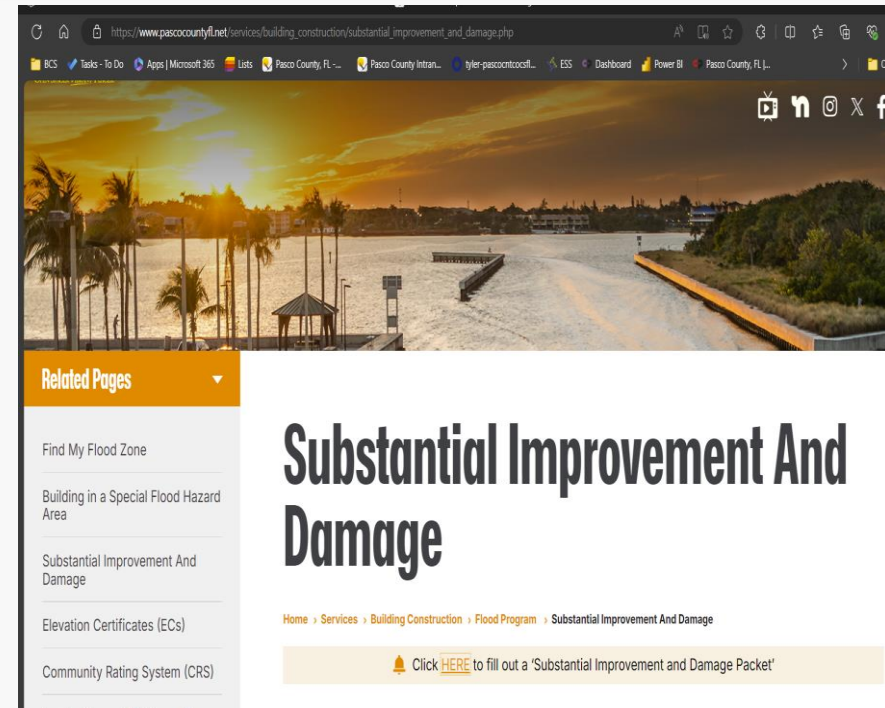 https://www.pascocountyfl.net/services/building_construction/substantial_improvement_and_damage.php
BCS Tasks - To Do Apps | Microsoft 365 Lists Pasco County, FL -... Pasco County Intran... tyler-pascocntcocsfl... ESS Dashboard Power BI Pasco County, FL |...
Related Pages
Find My Flood Zone
Building in a Special Flood Hazard
Area
Substantial Improvement And
Damage
Elevation Certificates (ECs)
Community Rating System (CRS)
Substantial Improvement And
Damage
Home › Services › Building Construction › Flood Program › Substantial Improvement And Damage
Click HERE to fill out a ‘Substantial Improvement and Damage Packet’